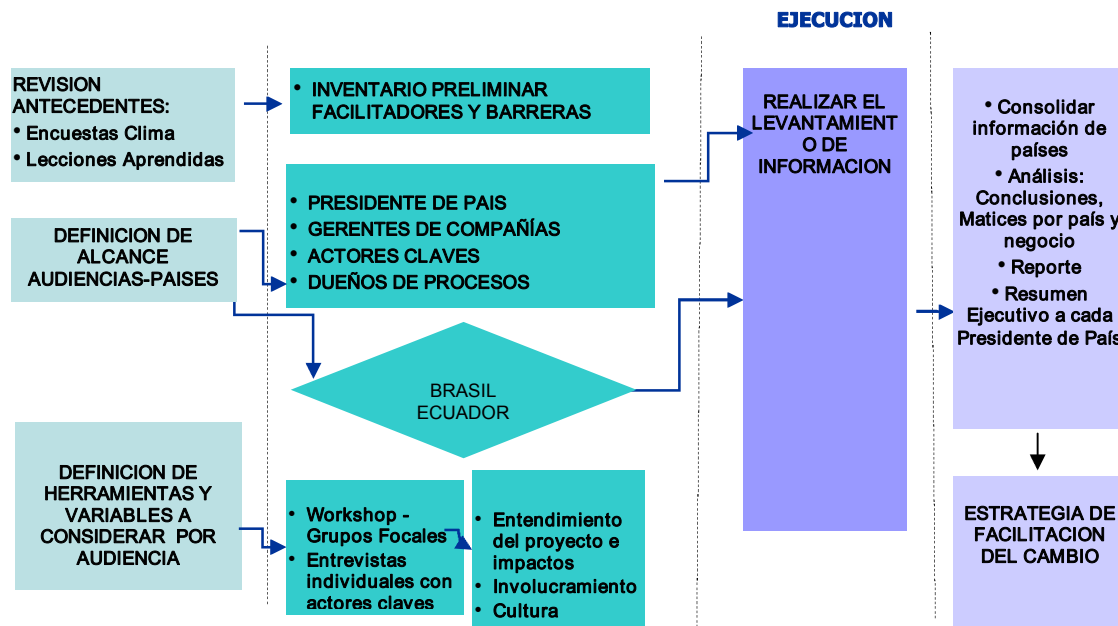 EJECUCION
REVISION
ANTECEDENTES:
• Encuestas Clima
• Lecciones Aprendidas
• INVENTARIO PRELIMINAR
FACILITADORES Y BARRERAS
DEFINICION DE
ALCANCE
AUDIENCIAS-PAISES
• PRESIDENTE DE PAIS
• GERENTES DE COMPAÑÍAS
• ACTORES CLAVES
• DUEÑOS DE PROCESOS
BRASIL
ECUADOR
DEFINICION DE
HERRAMIENTAS Y
VARIABLES A
CONSIDERAR POR
AUDIENCIA
• Workshop -
Grupos Focales
• Entrevistas
individuales con
actores claves
• Entendimiento
del proyecto e
impactos
• Involucramiento
• Cultura
REALIZAR EL
LEVANTAMIENT
O DE
INFORMACION
• Consolidar
información de
países
• Análisis:
Conclusiones,
Matices por país y
negocio
• Reporte
• Resumen
Ejecutivo a cada
Presidente de País
ESTRATEGIA DE
FACILITACION
DEL CAMBIO